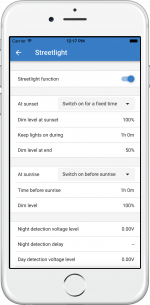 Carrier 12:17 PM
Streetlight
Streetlight function
At sunset Switch on for a fixed time
Dim level at sunset 100%
Keep lights on during 1h 0m
Dim level at end 50%
At sunrise Switch on before sunrise
Time before sunrise 1h 0m
Dim level 100%
Night detection voltage level 0.00V
Night detection delay –
Day detection voltage level 0.00V